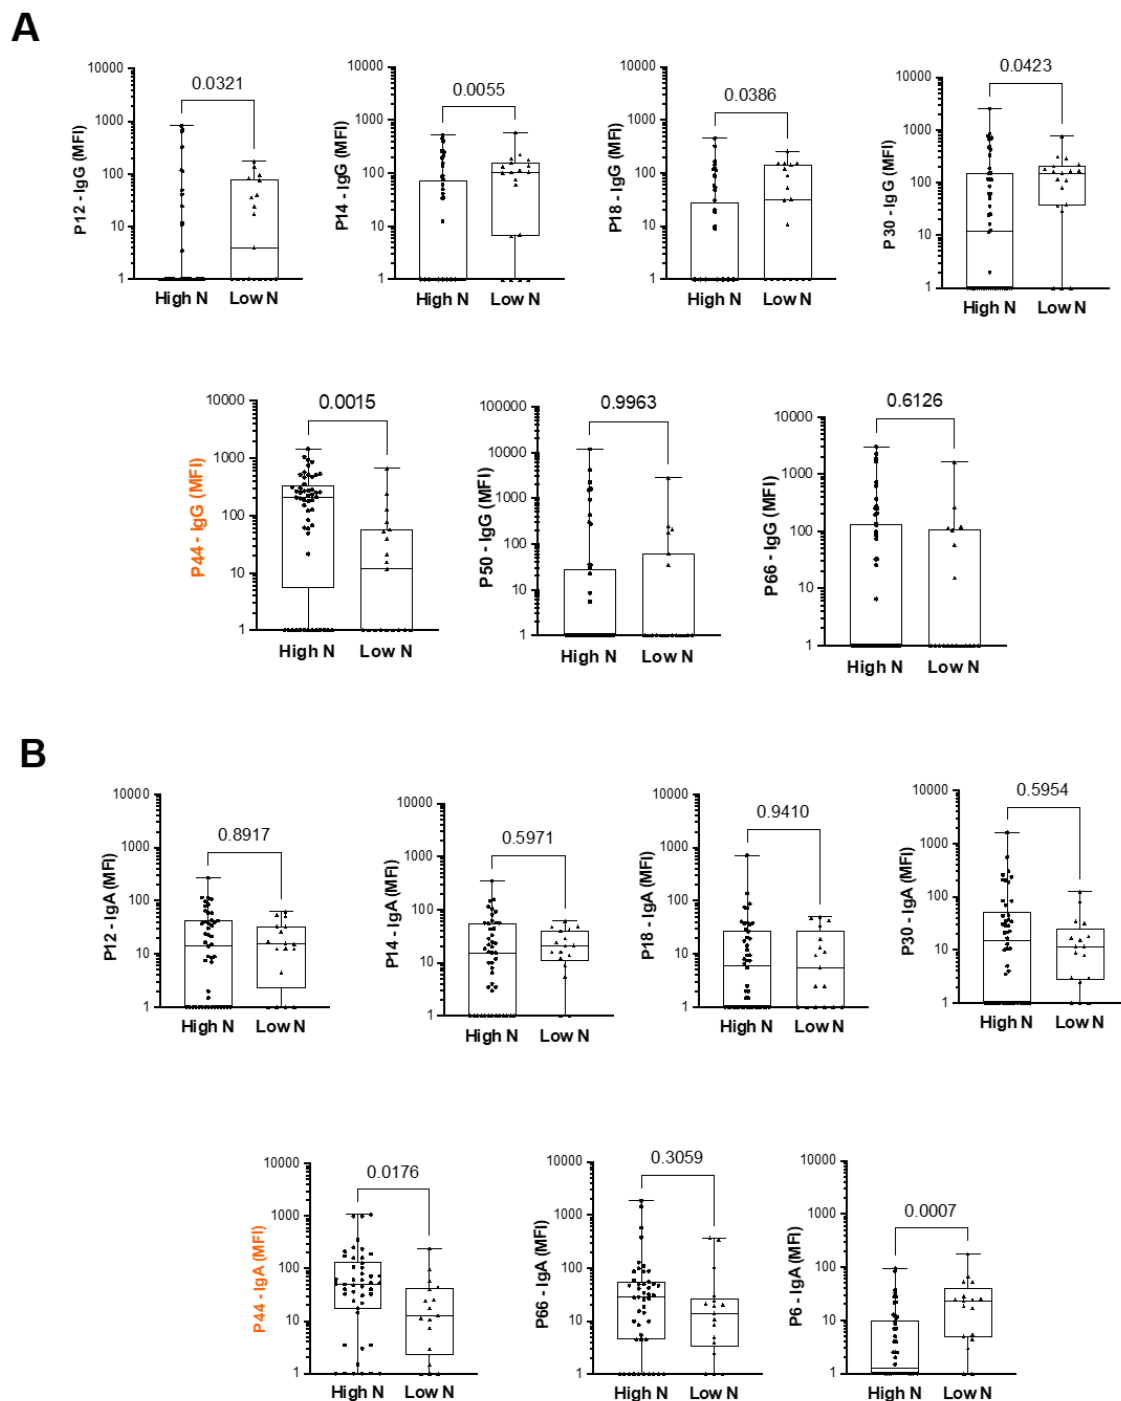 A
P12 - IgG (MFI)
10000
1000
100
10
1
0.0321
High N Low N
P14 - IgG (MFI)
10000
1000
100
10
1
0.0055
High N Low N
P18 - IgG (MFI)
10000
1000
100
10
1
0.0386
High N Low N
P30 - IgG (MFI)
10000
1000
100
10
1
0.0423
High N Low N
P44 - IgG (MFI)
10000
1000
100
10
1
0.0015
High N Low N
P50 - IgG (MFI)
100000
10000
1000
100
10
1
0.9963
High N Low N
P66 - IgG (MFI)
10000
1000
100
10
1
0.6126
High N Low N
B
P12 - IgA (MFI)
10000
1000
100
10
1
0.8917
High N Low N
P14 - IgA (MFI)
10000
1000
100
10
1
0.5971
High N Low N
P18 - IgA (MFI)
10000
1000
100
10
1
0.9410
High N Low N
P30 - IgA (MFI)
10000
1000
100
10
1
0.5954
High N Low N
P44 - IgA (MFI)
10000
1000
100
10
1
0.0176
High N Low N
P66 - IgA (MFI)
10000
1000
100
10
1
0.3059
High N Low N
P6 - IgA (MFI)
10000
1000
100
10
1
0.0007
High N Low N